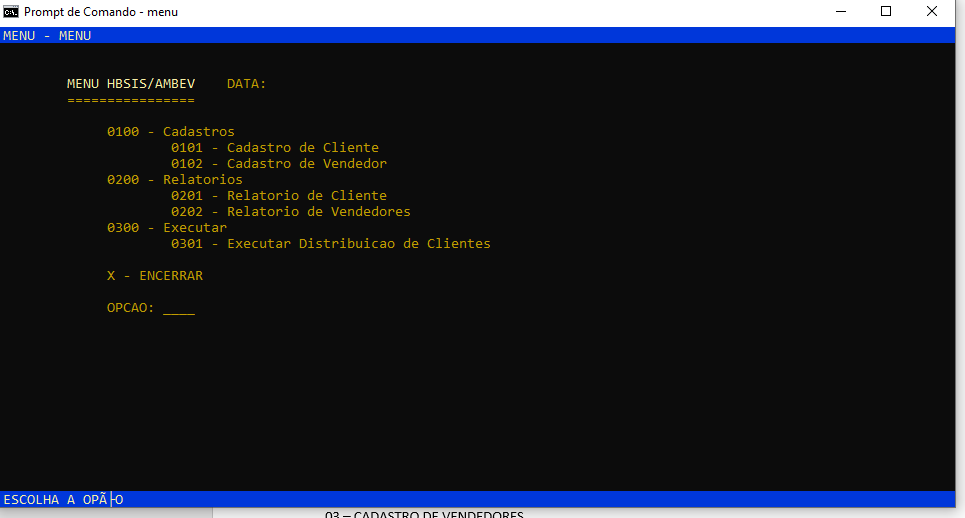 Prompt de Comando - menu
MENU - MENU
MENU HBSIS/AMBEV DATA:
================
0100 - Cadastros
0101 - Cadastro de Cliente
0102 - Cadastro de Vendedor
0200 - Relatorios
0201 - Relatorio de Cliente
0202 - Relatorio de Vendedores
0300 - Executar
0301 - Executar Distribuicao de Clientes
X - ENCERRAR
OPCAO: ____
ESCOLHA A OPÃ├O
03 – CADASTRO DE VENDEDORES